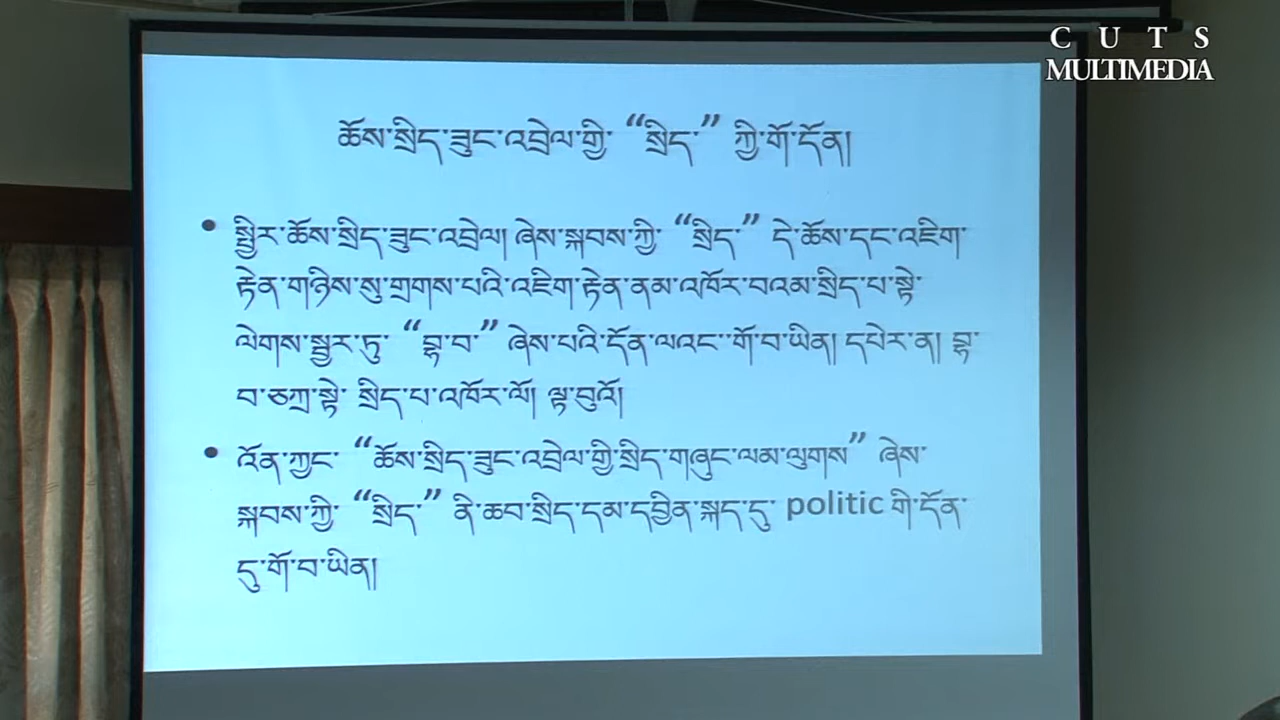 C U T S
MULTIMEDIA
ཆོས་སྲིད་ཟུང་འབྲེལ་གྱི་ “སྲིད་” ཀྱི་གོ་དོན།
• སྤྱིར་ཆོས་སྲིད་ཟུང་འབྲེལ། ཞེས་སྐབས་ཀྱི་ “སྲིད་” དེ་ཆོས་དང་འཇིག་
རྟེན་གཉིས་སུ་གྲགས་པའི་འཇིག་རྟེན་ནམ་འཁོར་བའམ་སྲིད་པ་སྟེ་
ལེགས་སྦྱར་ཏུ་ “བྷ་བ་” ཞེས་པའི་དོན་ལའང་་གོ་བ་ཡིན། དཔེར་ན། བྷ་
བ་ཙཀྲ་སྟེ་ སྲིད་པ་འཁོར་ལོ། ལྟ་བུའོ།
• འོན་ཀྱང་ “ཆོས་སྲིད་ཟུང་འབྲེལ་གྱི་སྲིད་གཞུང་ལམ་ལུགས” ཞེས་
སྐབས་ཀྱི་ “སྲིད་” ནི་ཆབ་སྲིད་དམ་དབྱིན་སྐད་དུ་ politic གི་དོན་
དུ་གོ་བ་ཡིན།